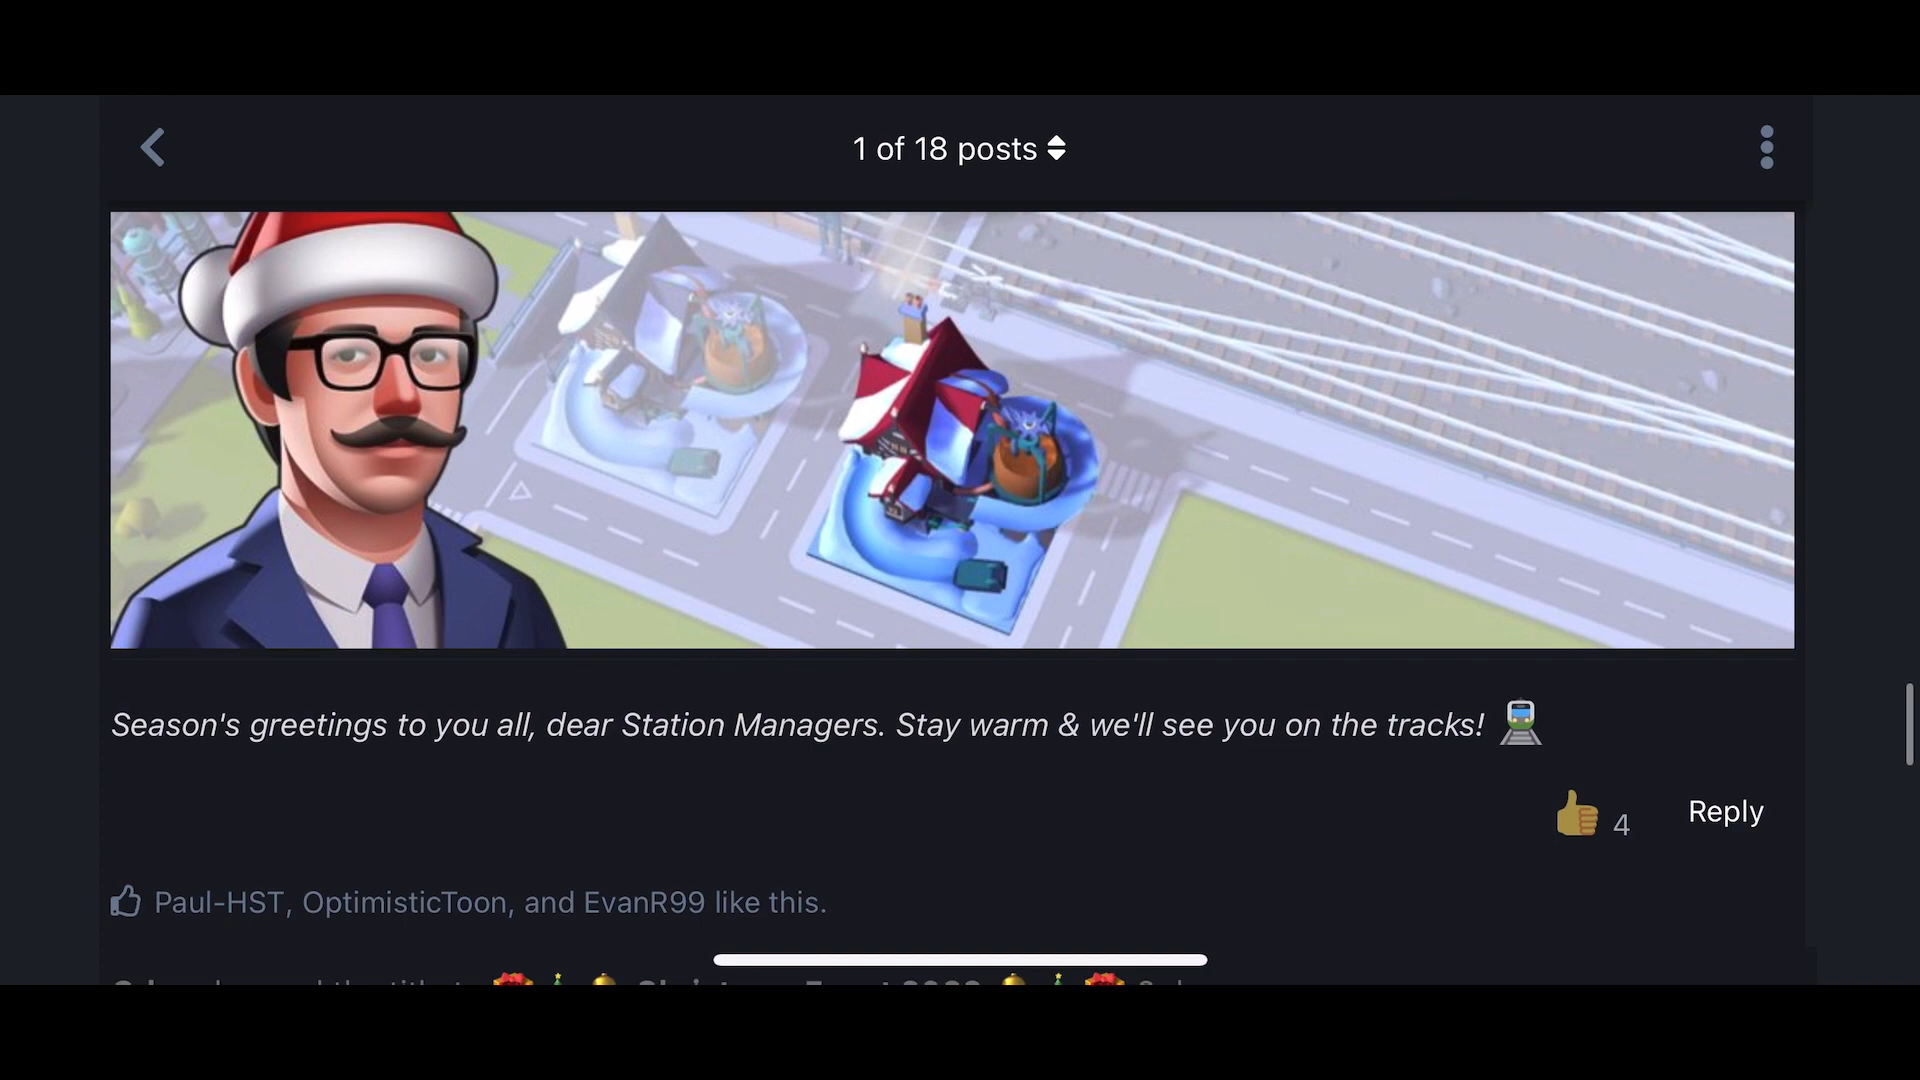 1 of 18 posts
Season's greetings to you all, dear Station Managers. Stay warm & we'll see you on the tracks!
4
Reply
Paul-HST, OptimisticToon, and EvanR99 like this.